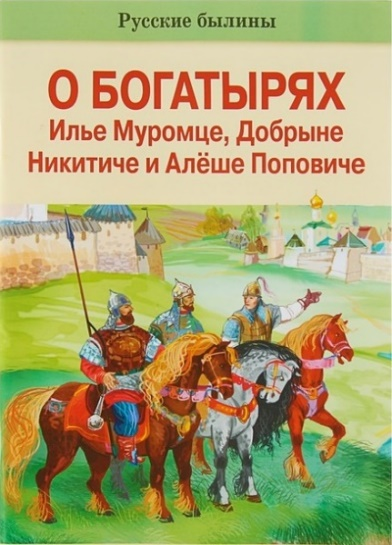 Русские былины
О БОГАТЫРЯХ
Илье Муромце, Добрыне
Никитиче и Алёше Поповиче